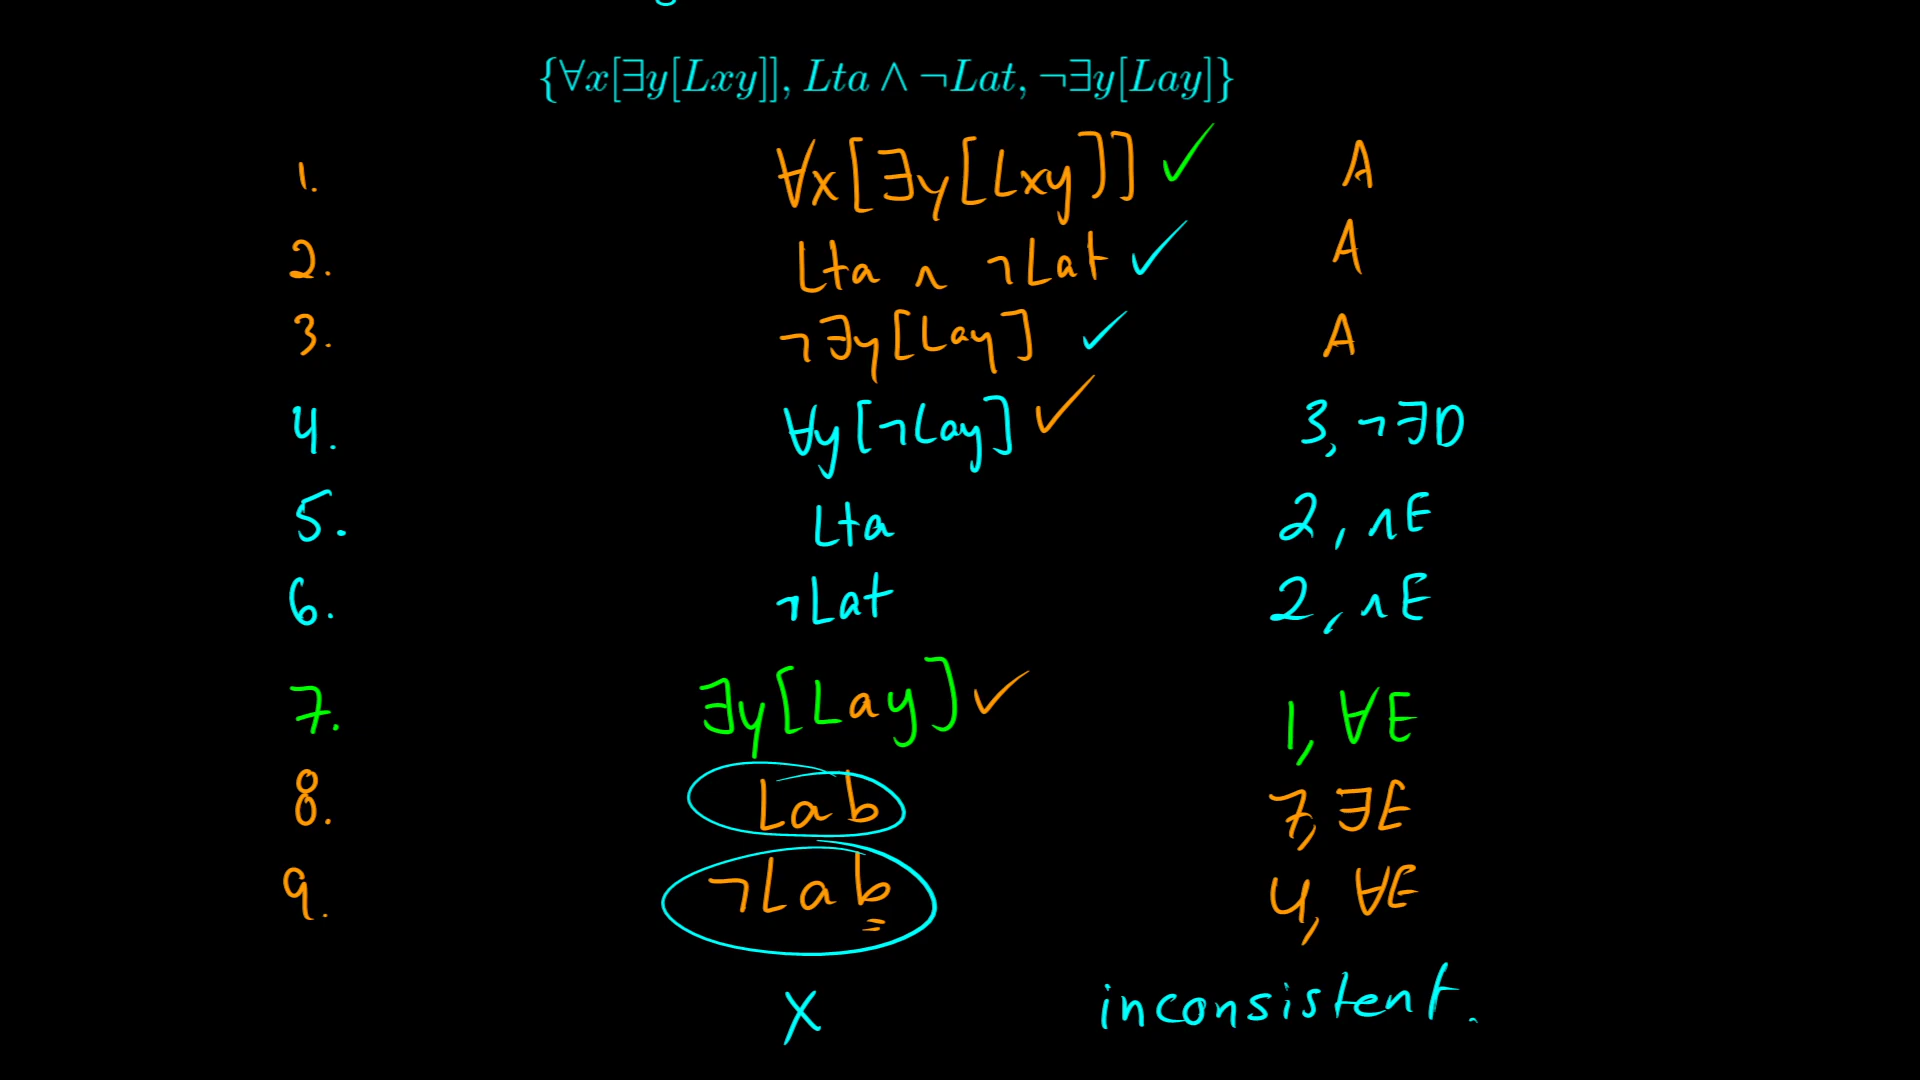 {∀x[∃y[Lxy]], Lta ∧ ¬Lat, ¬∃y[Lay]}
1. ∀x[∃y[Lxy]] ✓ A
2. Lta ∧ ¬Lat ✓ A
3. ¬∃y[Lay] ✓ A
4. ∀y[¬Lay] ✓ 3, ¬∃D
5. Lta 2, ∧E
6. ¬Lat 2, ∧E
7. ∃y[Lay] ✓ 1, ∀E
8. Lab 7, ∃E
9. ¬Lab 4, ∀E
X inconsistent.